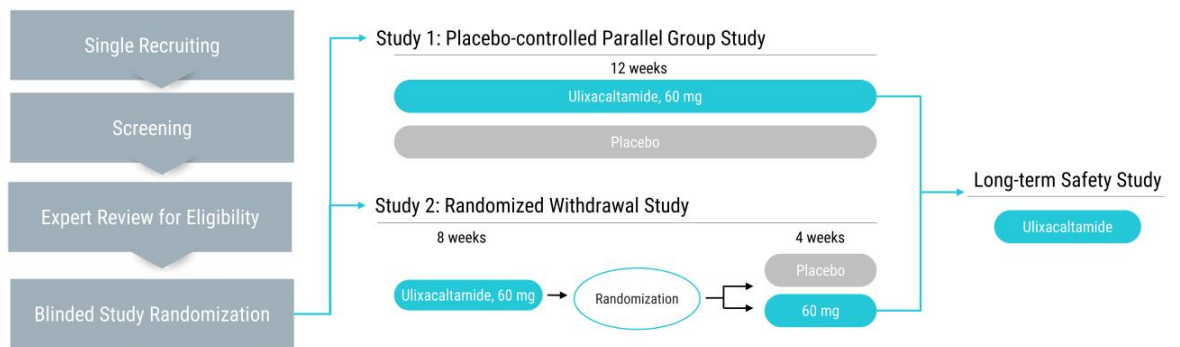 Single Recruiting
Screening
Expert Review for Eligibility
Blinded Study Randomization
Study 1: Placebo-controlled Parallel Group Study
12 weeks
Ulixacaltamide, 60 mg
Placebo
Study 2: Randomized Withdrawal Study
8 weeks
4 weeks
Ulixacaltamide, 60 mg
Randomization
Placebo
60 mg
Long-term Safety Study
Ulixacaltamide